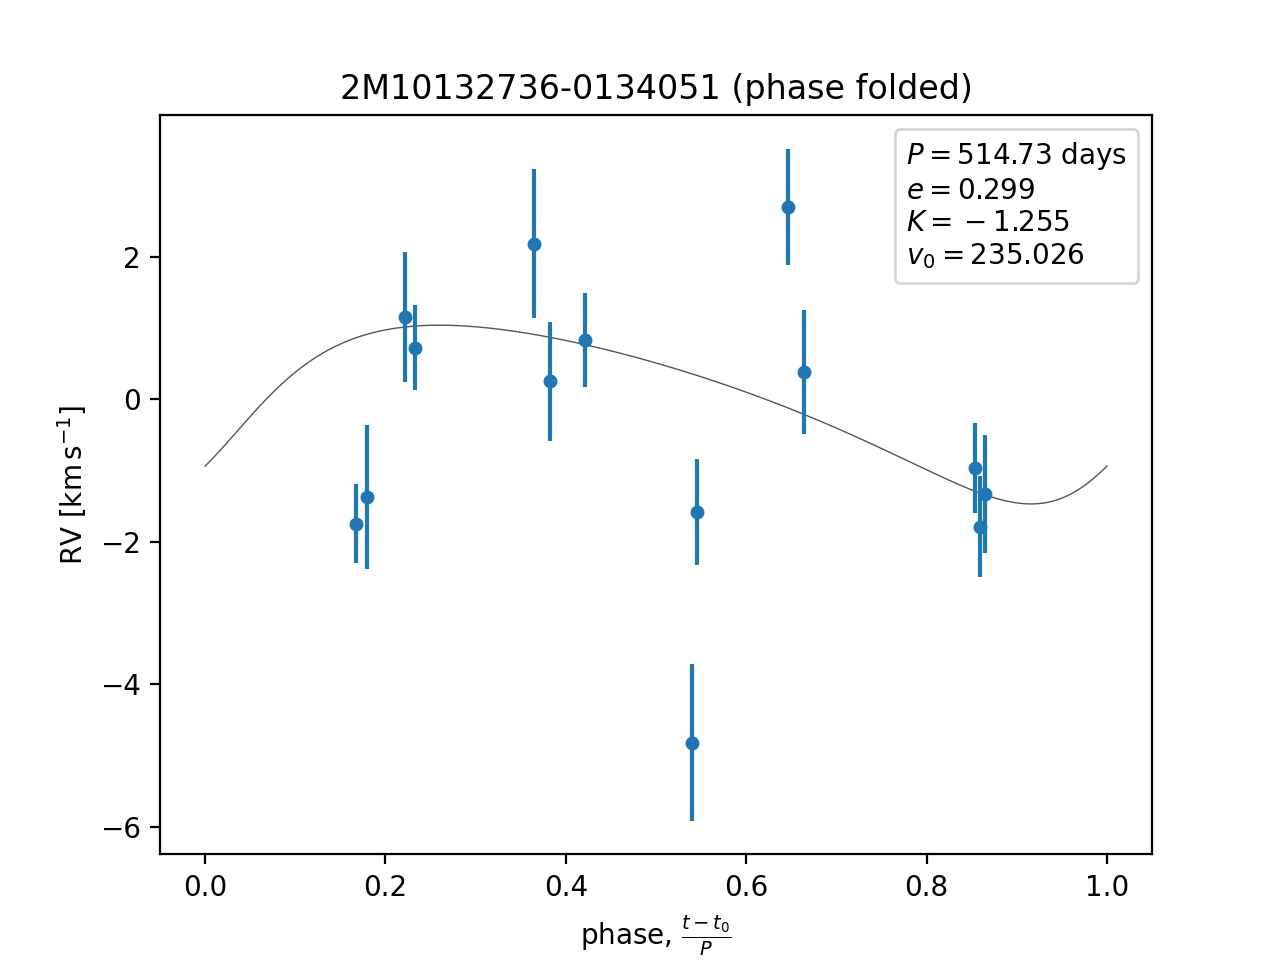 2M10132736-0134051 (phase folded)
P = 514.73 days
e = 0.299
K = −1.255
v₀ = 235.026
RV [km s⁻¹]
2
0
−2
−4
−6
0.0 0.2 0.4 0.6 0.8 1.0
phase, (t − t₀)/P